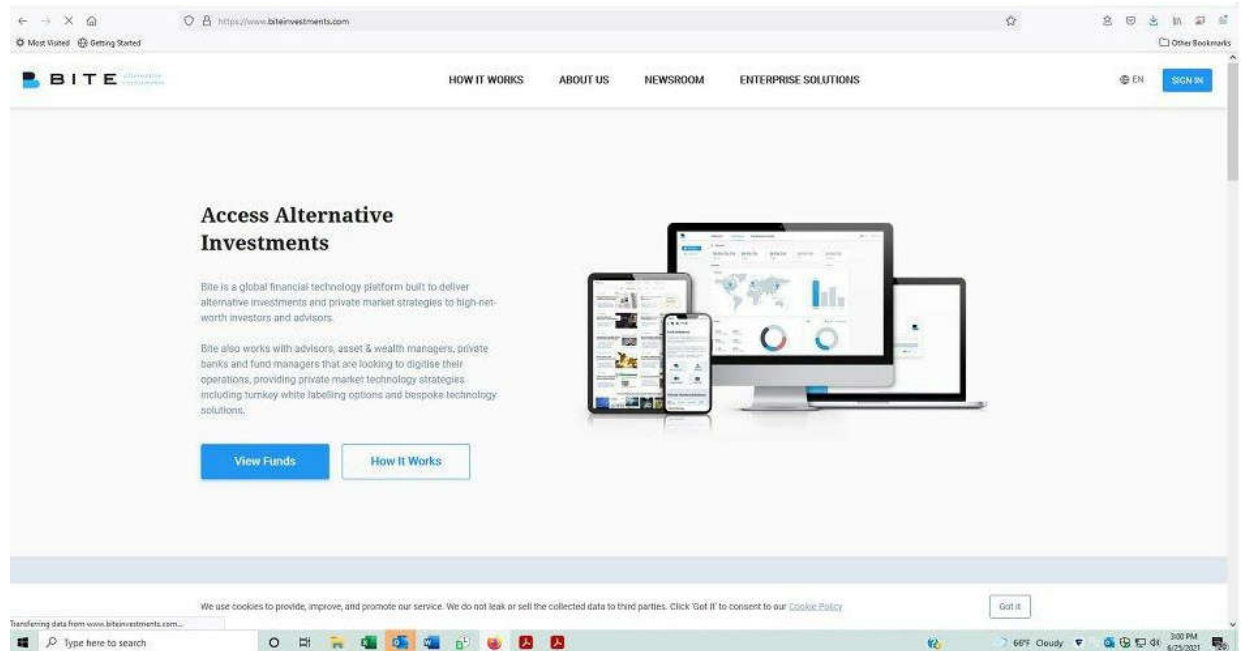 https://www.biteinvestments.com
Most Visited Getting Started
Other Bookmarks
BITE
HOW IT WORKS ABOUT US NEWSROOM ENTERPRISE SOLUTIONS
EN SIGN IN
Access Alternative
Investments
Bite is a global financial technology platform built to deliver
alternative investments and private market strategies to high-net-
worth investors and advisors.
Bite also works with advisors, asset & wealth managers, private
banks and fund managers that are looking to digitise their
operations, providing private market technology strategies
including turnkey white labelling options and bespoke technology
solutions.
View Funds How It Works
We use cookies to provide, improve, and promote our service. We do not leak or sell the collected data to third parties. Click 'Got it' to consent to our Cookie Policy
Got it
Transferring data from www.biteinvestments.com...
Type here to search
66°F Cloudy
3:00 PM
6/25/2021